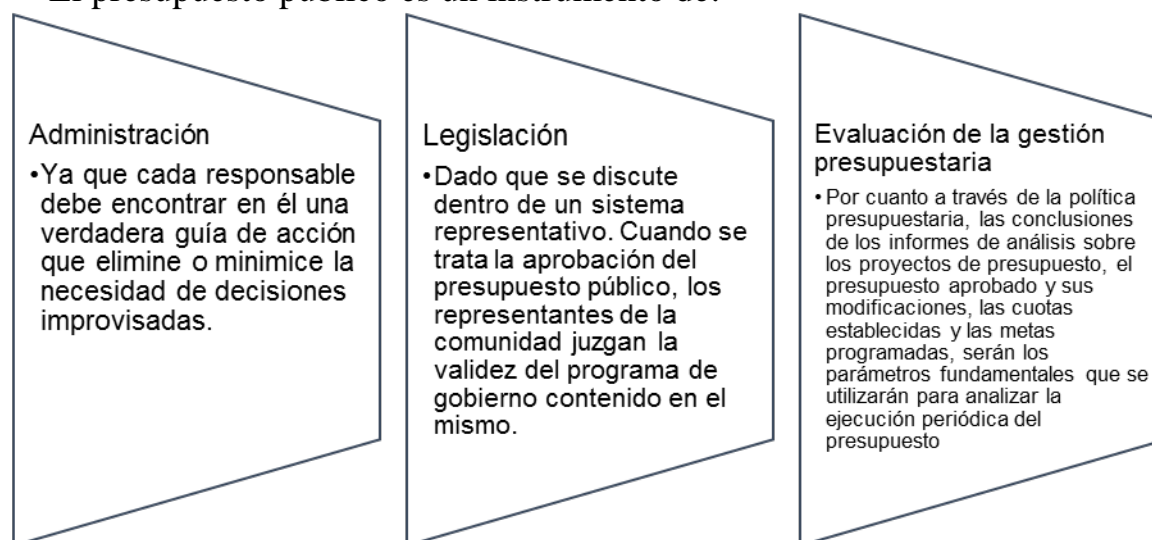 El presupuesto público es un instrumento de:
Administración
•Ya que cada responsable
debe encontrar en él una
verdadera guía de acción
que elimine o minimice la
necesidad de decisiones
improvisadas.
Legislación
•Dado que se discute
dentro de un sistema
representativo. Cuando se
trata la aprobación del
presupuesto público, los
representantes de la
comunidad juzgan la
validez del programa de
gobierno contenido en el
mismo.
Evaluación de la gestión
presupuestaria
•Por cuanto a través de la política
presupuestaria, las conclusiones
de los informes de análisis sobre
los proyectos de presupuesto, el
presupuesto aprobado y sus
modificaciones, las cuotas
establecidas y las metas
programadas, serán los
parámetros fundamentales que se
utilizarán para analizar la
ejecución periódica del
presupuesto